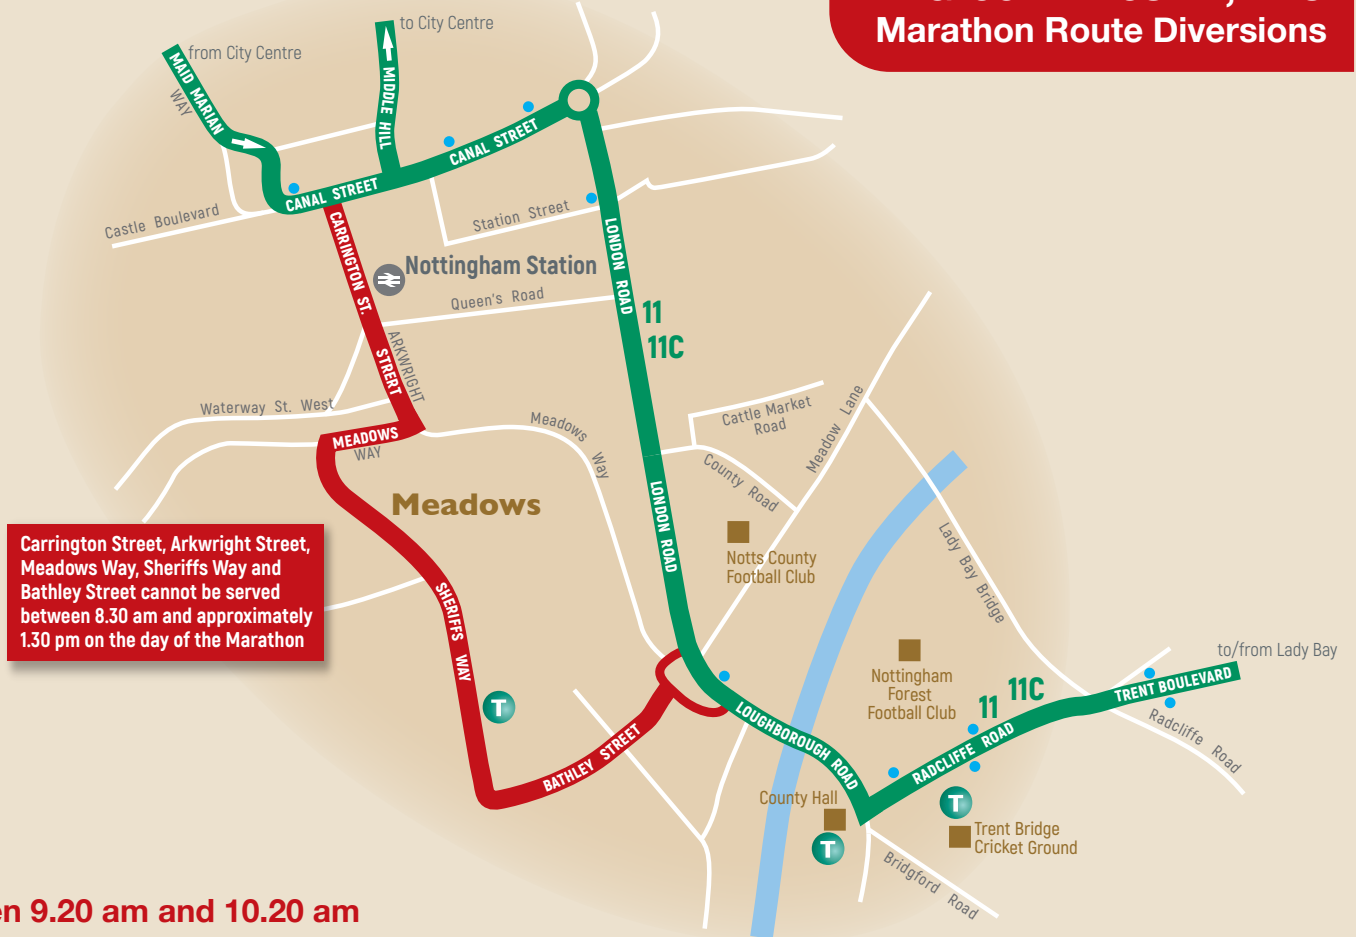 Marathon Route Diversions
from City Centre
to City Centre
MAID MARIAN
WAY
MIDDLE HILL
CANAL STREET
CANAL STREET
Castle Boulevard
Station Street
CARRINGTON ST.
Nottingham Station
Queen's Road
LONDON ROAD
11
11C
ARKWRIGHT
STRERT
Waterway St. West
MEADOWS
WAY
Meadows
Way
Cattle Market
Road
Meadow Lane
County Road
LONDON ROAD
Meadows
Notts County
Football Club
Lady Bay Bridge
Carrington Street, Arkwright Street,
Meadows Way, Sheriffs Way and
Bathley Street cannot be served
between 8.30 am and approximately
1.30 pm on the day of the Marathon
SHERIFFS WAY
T
BATHLEY STREET
Nottingham
Forest
Football Club
to/from Lady Bay
TRENT BOULEVARD
11C
11
Radcliffe Road
LOUGHBOROUGH ROAD
RADCLIFFE ROAD
County Hall
T
T
Trent Bridge
Cricket Ground
Bridgford Road
en 9.20 am and 10.20 am